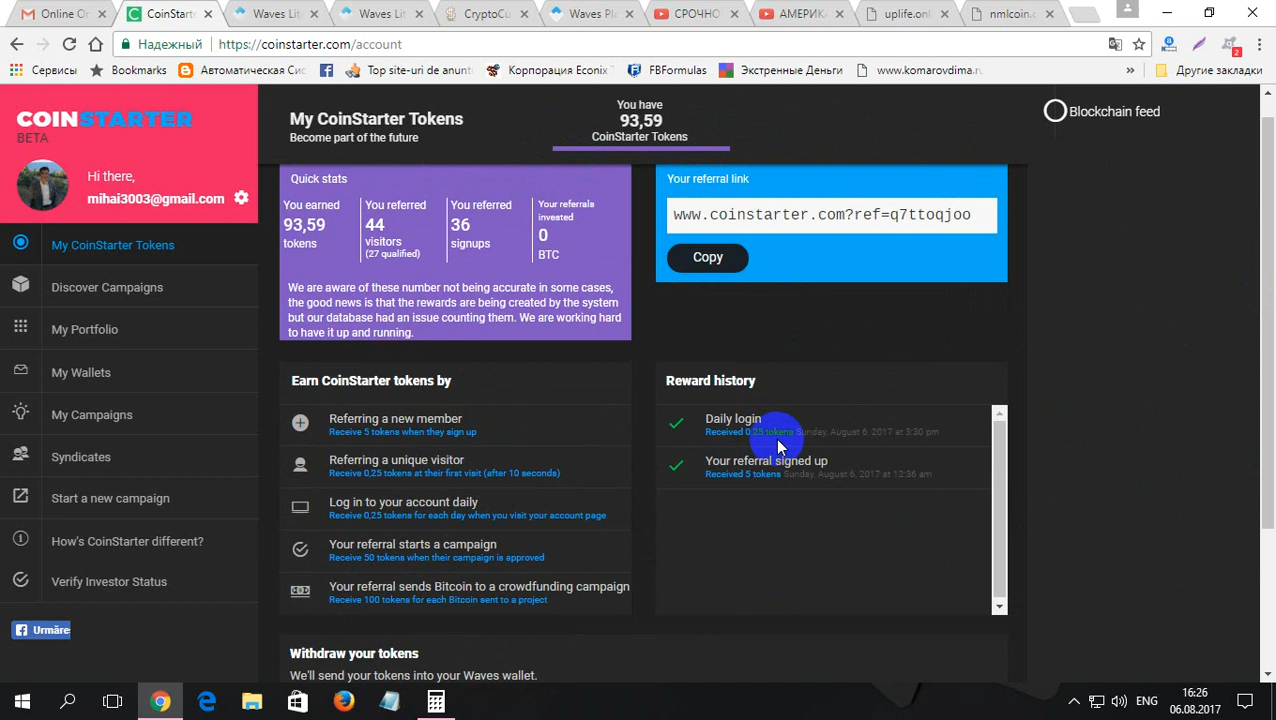 Online On
CoinStarte
Waves Lit
Waves Lit
CryptoCu
Waves Pla
СРОЧНО
АМЕРИК
uplife.onl
nmlcoin.c
Надежный
https://coinstarter.com/account
2
Сервисы
Bookmarks
Автоматическая Сис
Top site-uri de anunt
Корпорация Econix
FBFormulas
Экстренные Деньги
www.komarovdima.ru
»
Другие закладки
COINSTARTER
BETA
Hi there,
mihai3003@gmail.com
My CoinStarter Tokens
Discover Campaigns
My Portfolio
My Wallets
My Campaigns
Syndicates
Start a new campaign
How's CoinStarter different?
Verify Investor Status
Urmăre
My CoinStarter Tokens
Become part of the future
You have
93,59
CoinStarter Tokens
Blockchain feed
Quick stats
You earned
93,59
tokens
You referred
44
visitors
(27 qualified)
You referred
36
signups
Your referrals
invested
0
BTC
We are aware of these number not being accurate in some cases,
the good news is that the rewards are being created by the system
but our database had an issue counting them. We are working hard
to have it up and running.
Your referral link
www.coinstarter.com?ref=q7ttoqjoo
Copy
Earn CoinStarter tokens by
Referring a new member
Receive 5 tokens when they sign up
Referring a unique visitor
Receive 0,25 tokens at their first visit (after 10 seconds)
Log in to your account daily
Receive 0,25 tokens for each day when you visit your account page
Your referral starts a campaign
Receive 50 tokens when their campaign is approved
Your referral sends Bitcoin to a crowdfunding campaign
Receive 100 tokens for each Bitcoin sent to a project
Reward history
Daily login
Received 0,25 tokens Sunday, August 6, 2017 at 3:30 pm
Your referral signed up
Received 5 tokens Sunday, August 6, 2017 at 12:36 am
Withdraw your tokens
We'll send your tokens into your Waves wallet.
ENG
16:26
06.08.2017